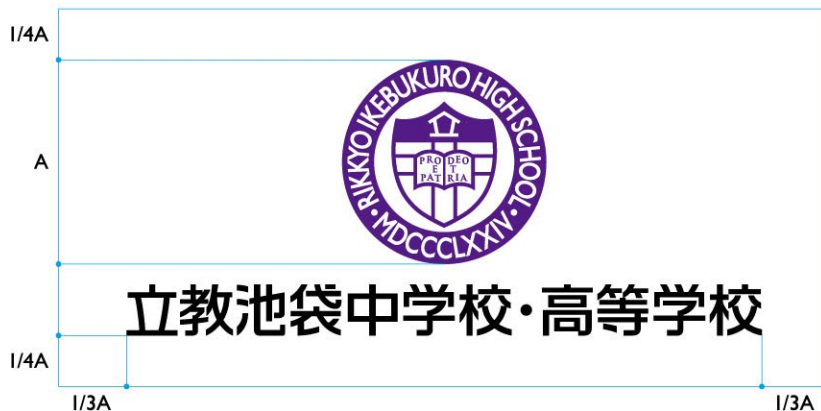 1/4A
A
RIKKYO IKEBUKURO HIGH SCHOOL
PRO DEO
ET
PATRIA
・MDCCCLXXIV・
立教池袋中学校・高等学校
1/4A
1/3A
1/3A